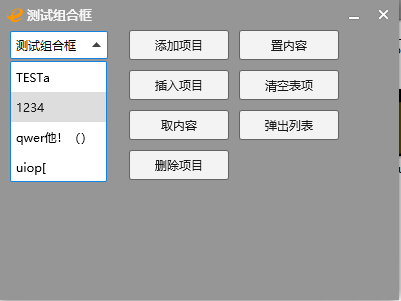 测试组合框
测试组合框
添加项目
置内容
TESTa
插入项目
清空表项
1234
取内容
弹出列表
qwer他！（）
uiop[
删除项目